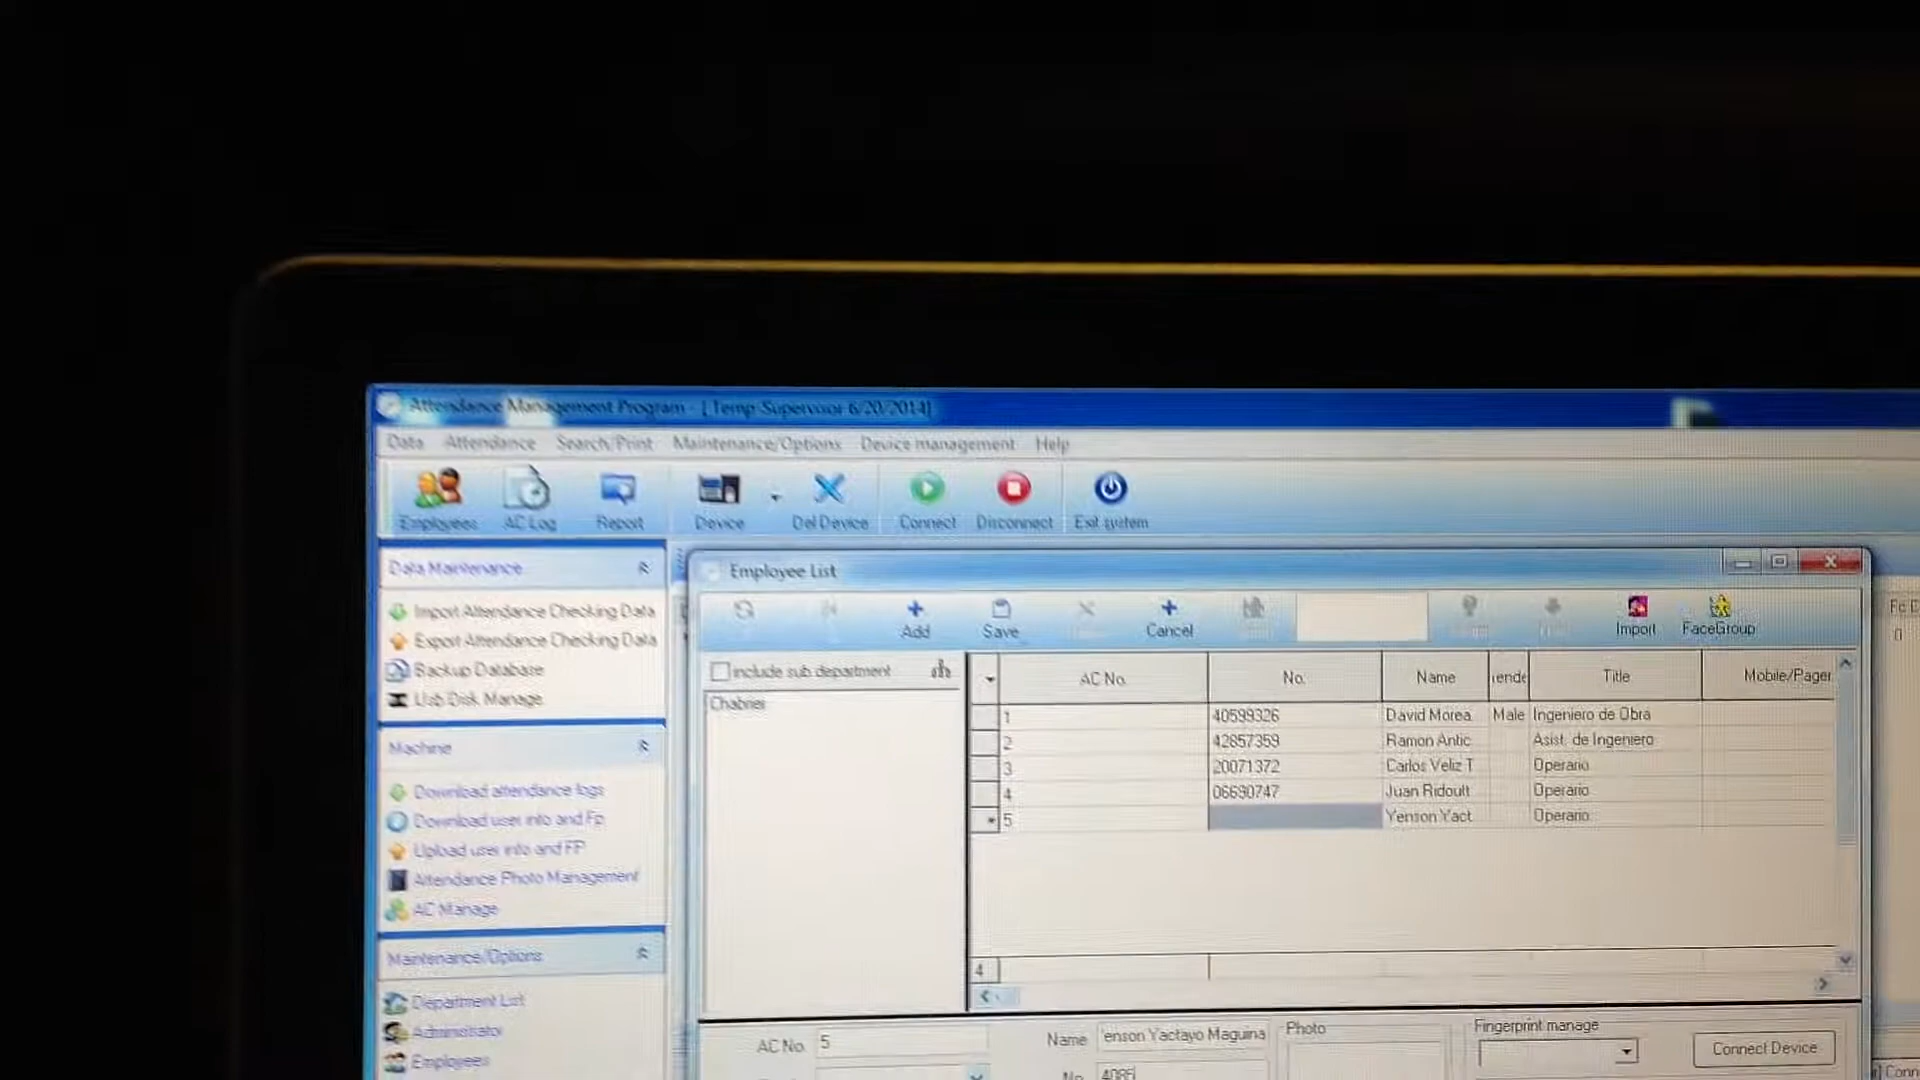 Attendance Management Program - [Temp Supervisor 6/20/2014]
Data Attendance Search/Print Maintenance/Options Device management Help
Employees AC Log Report Device Del Device Connect Disconnect Exit system
Data Maintenance
Import Attendance Checking Data
Export Attendance Checking Data
Backup Database
Usb Disk Manage
Machine
Download attendance logs
Download user info and Fp
Upload user info and FP
Attendance Photo Management
AC Manage
Maintenance/Options
Department List
Administrator
Employees
Employee List
Add Save Cancel Import FaceGroup
include sub department
Chabrier
AC No. No. Name ende Title Mobile/Pager
1 40599326 David Morea Male Ingeniero de Obra
2 42857359 Ramon Antic Asist. de Ingeniero
3 20071372 Carlos Veliz T Operario
4 06690747 Juan Ridoult Operario
5 Yenson Yact Operario
4
AC No. 5 Name enson Yactayo Maguina Photo Fingerprint manage
Connect Device
No. 4085